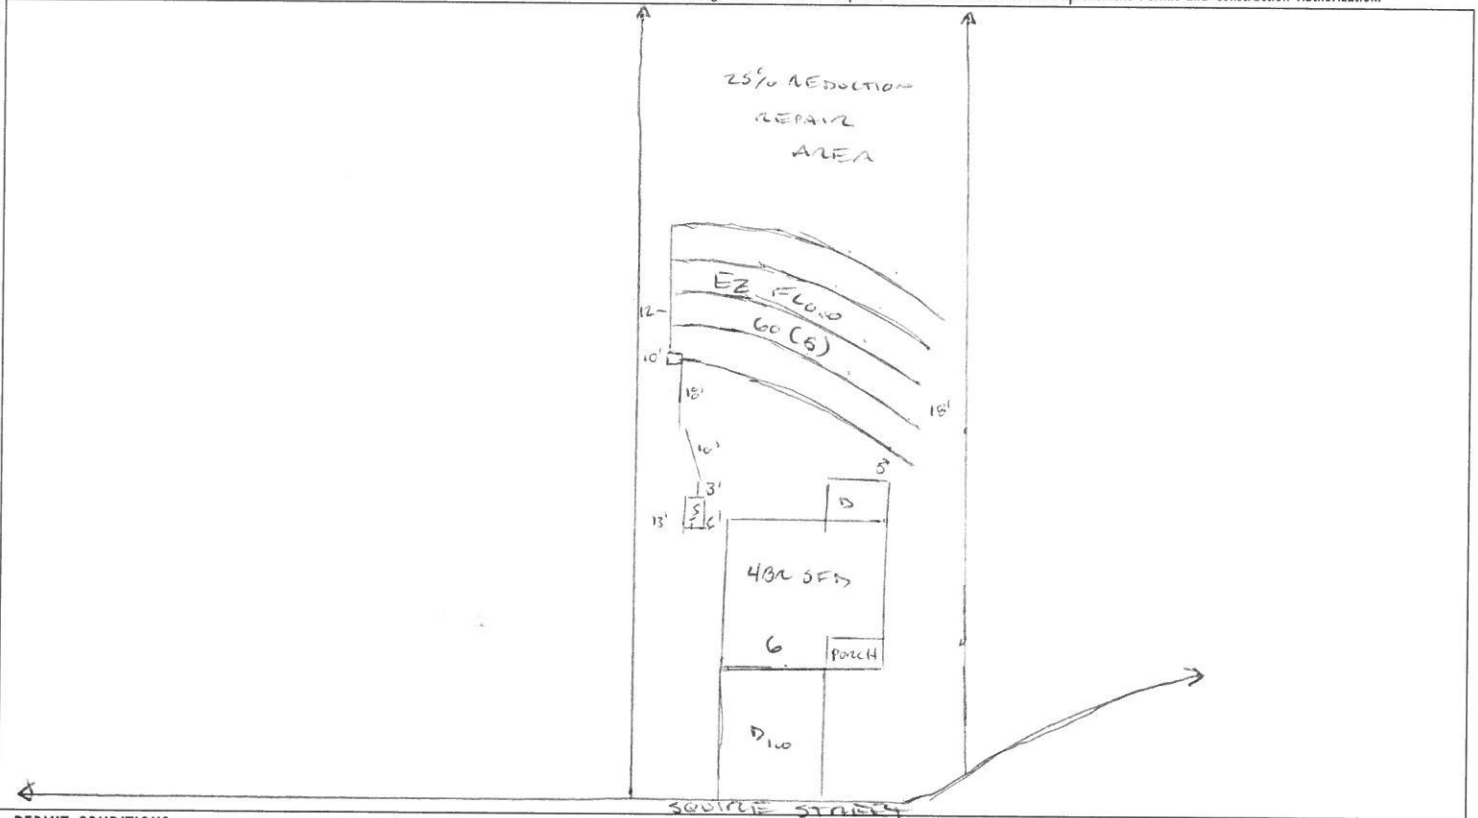 25% REDUCTION
REPAIR
AREA
EZ FLOW
60 (5)
12
10'
18'
18'
10'
5'
3'
D
S
13'
6'
4BR SFD
6
PORCH
D/W
SQUIRE STREET
PERMIT CONDITIONS